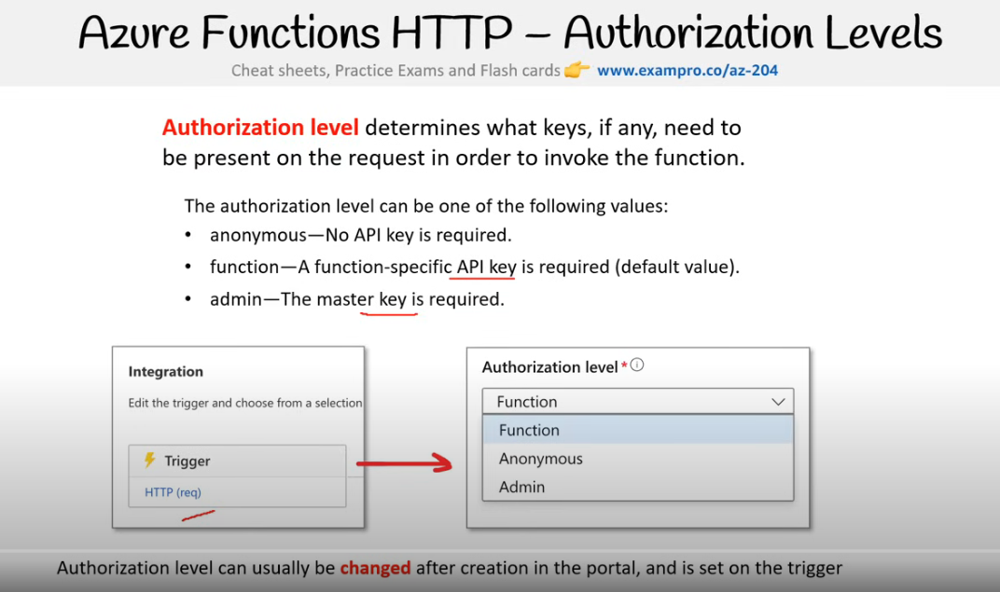 Azure Functions HTTP – Authorization Levels
Cheat sheets, Practice Exams and Flash cards 👉 www.exampro.co/az-204
Authorization level determines what keys, if any, need to
be present on the request in order to invoke the function.
The authorization level can be one of the following values:
• anonymous—No API key is required.
• function—A function-specific API key is required (default value).
• admin—The master key is required.
Integration
Edit the trigger and choose from a selection
Trigger
HTTP (req)
Authorization level *
Function
Function
Anonymous
Admin
Authorization level can usually be changed after creation in the portal, and is set on the trigger